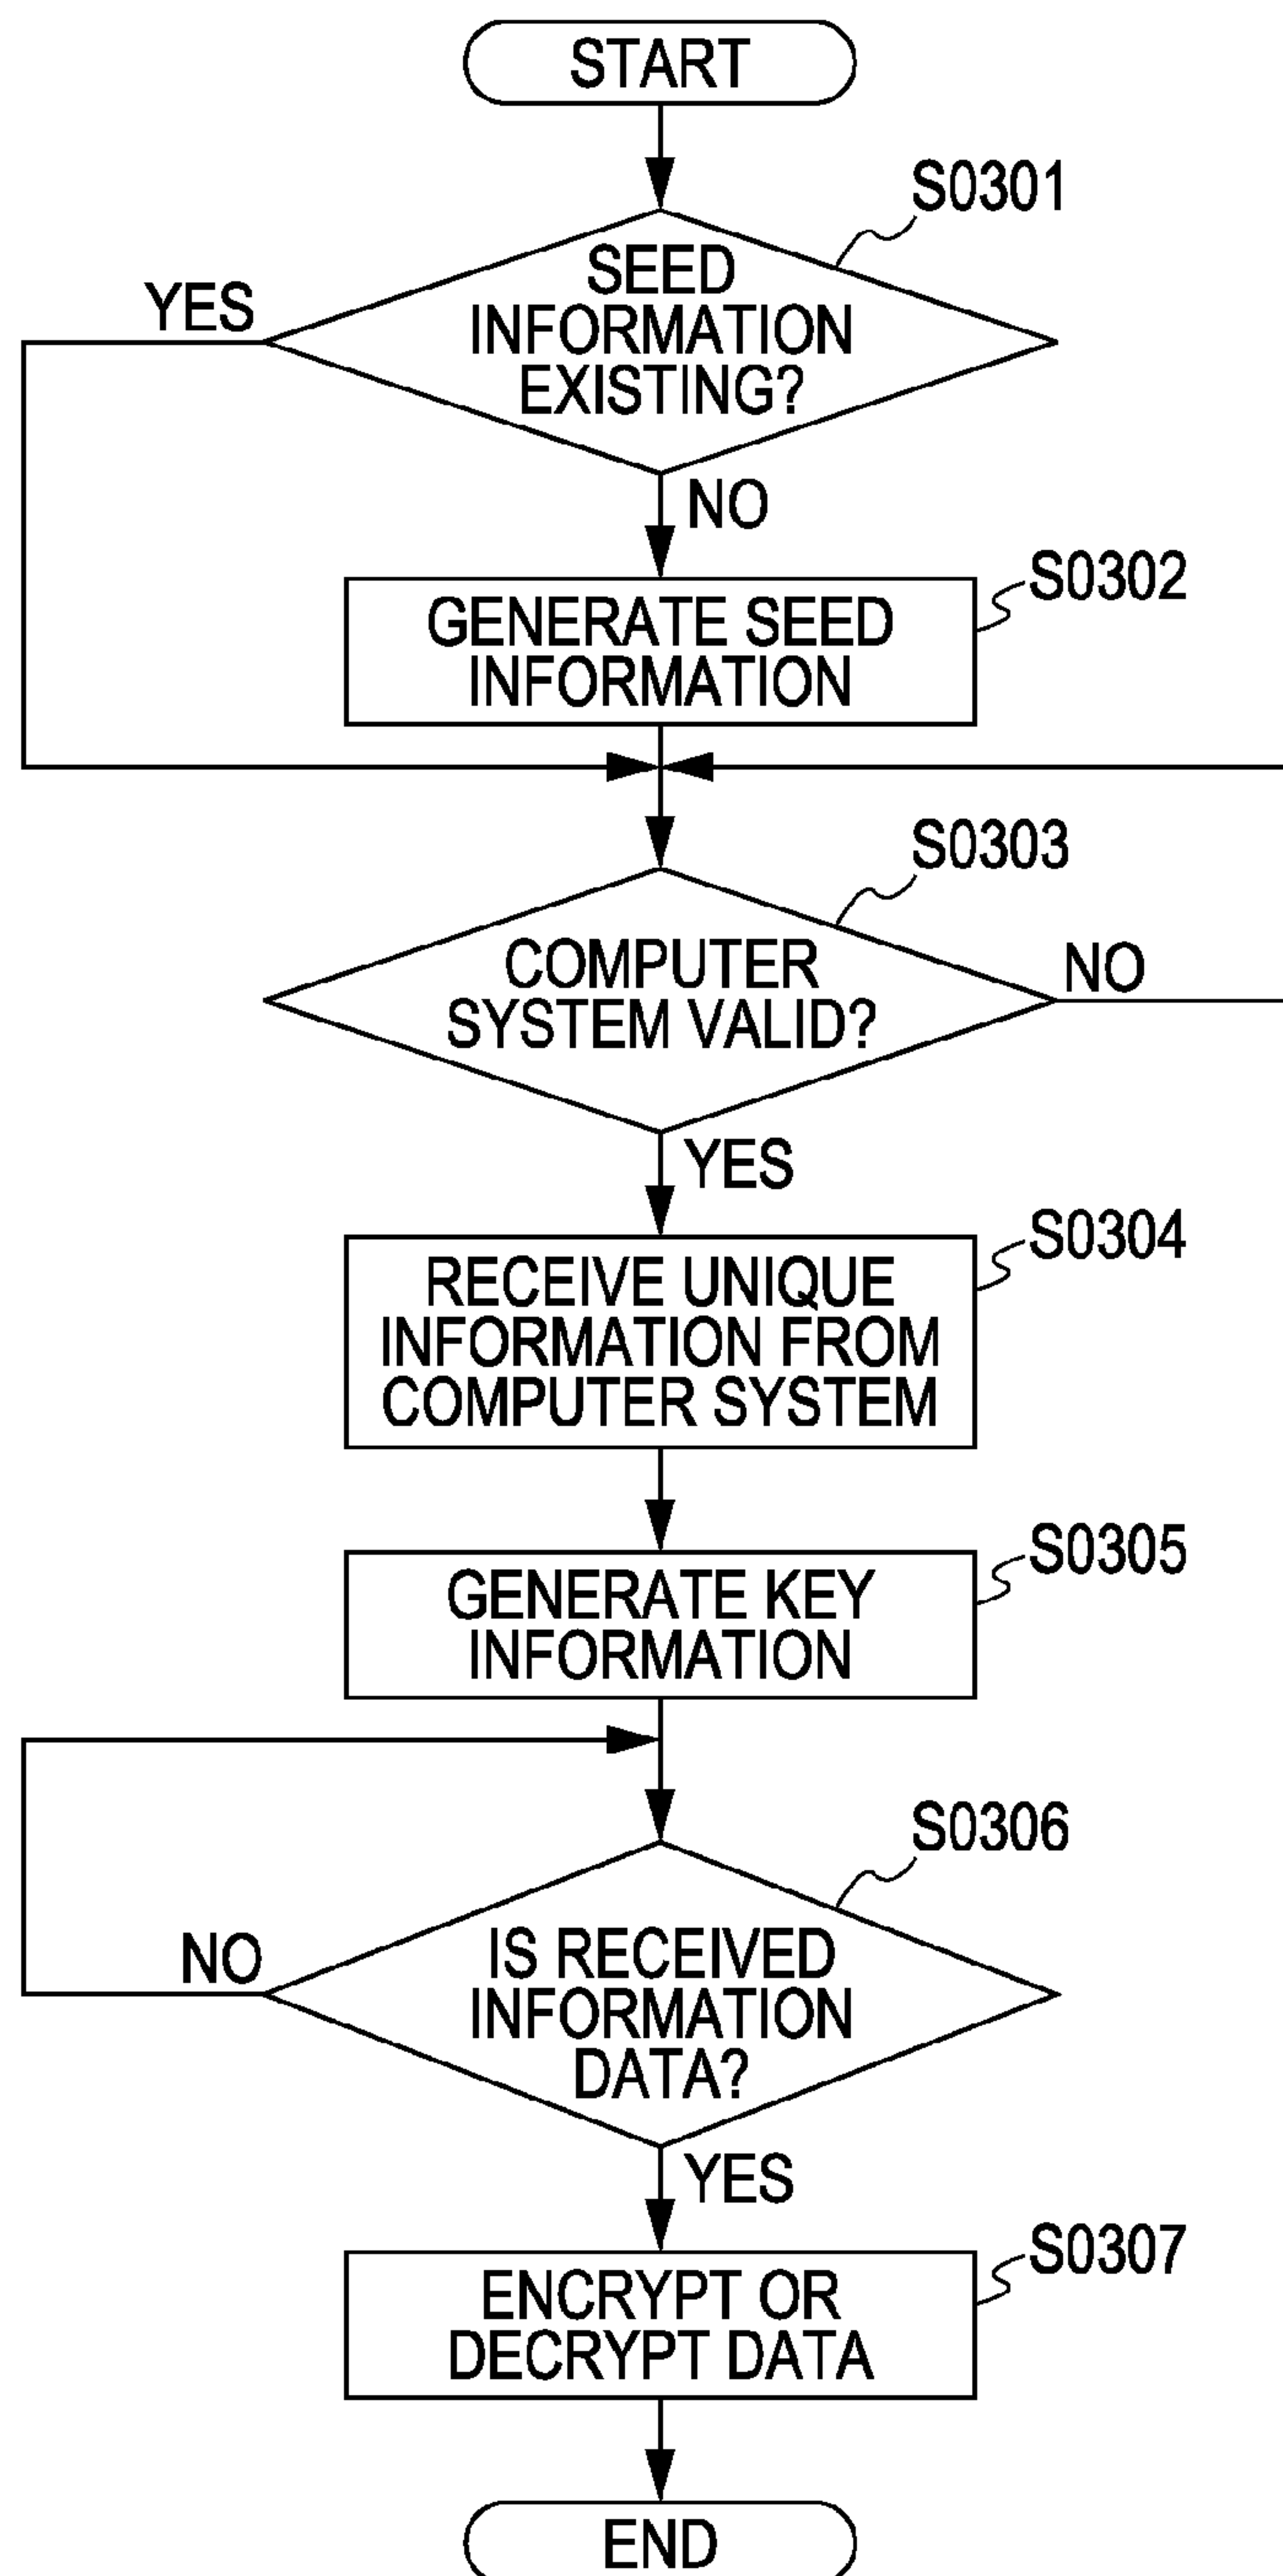 START
S0301
SEED
INFORMATION
EXISTING?
YES
NO
S0302
GENERATE SEED
INFORMATION
S0303
COMPUTER
SYSTEM VALID?
NO
YES
S0304
RECEIVE UNIQUE
INFORMATION FROM
COMPUTER SYSTEM
S0305
GENERATE KEY
INFORMATION
S0306
IS RECEIVED
INFORMATION
DATA?
NO
YES
S0307
ENCRYPT OR
DECRYPT DATA
END